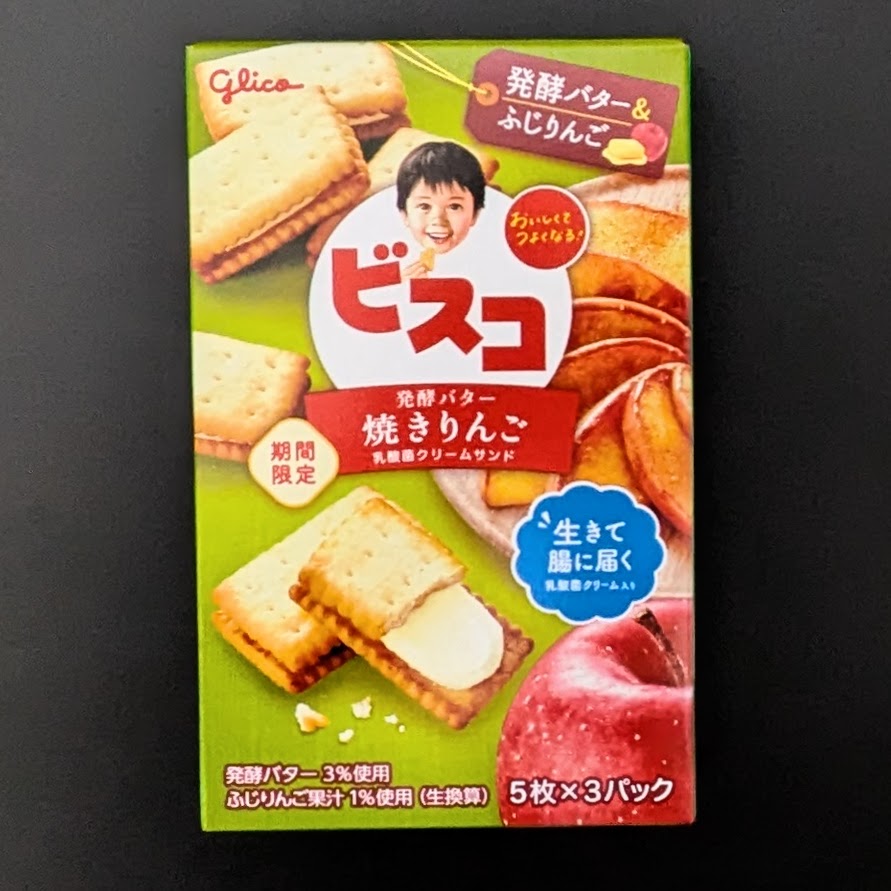 glico
発酵バター&
ふじりんご
おいしくて
つよくなる!
ビスコ
発酵バター
焼きりんご
乳酸菌クリームサンド
期間
限定
生きて
腸に届く
乳酸菌クリーム入り
発酵バター 3%使用
ふじりんご果汁 1%使用(生換算)
5枚×3パック